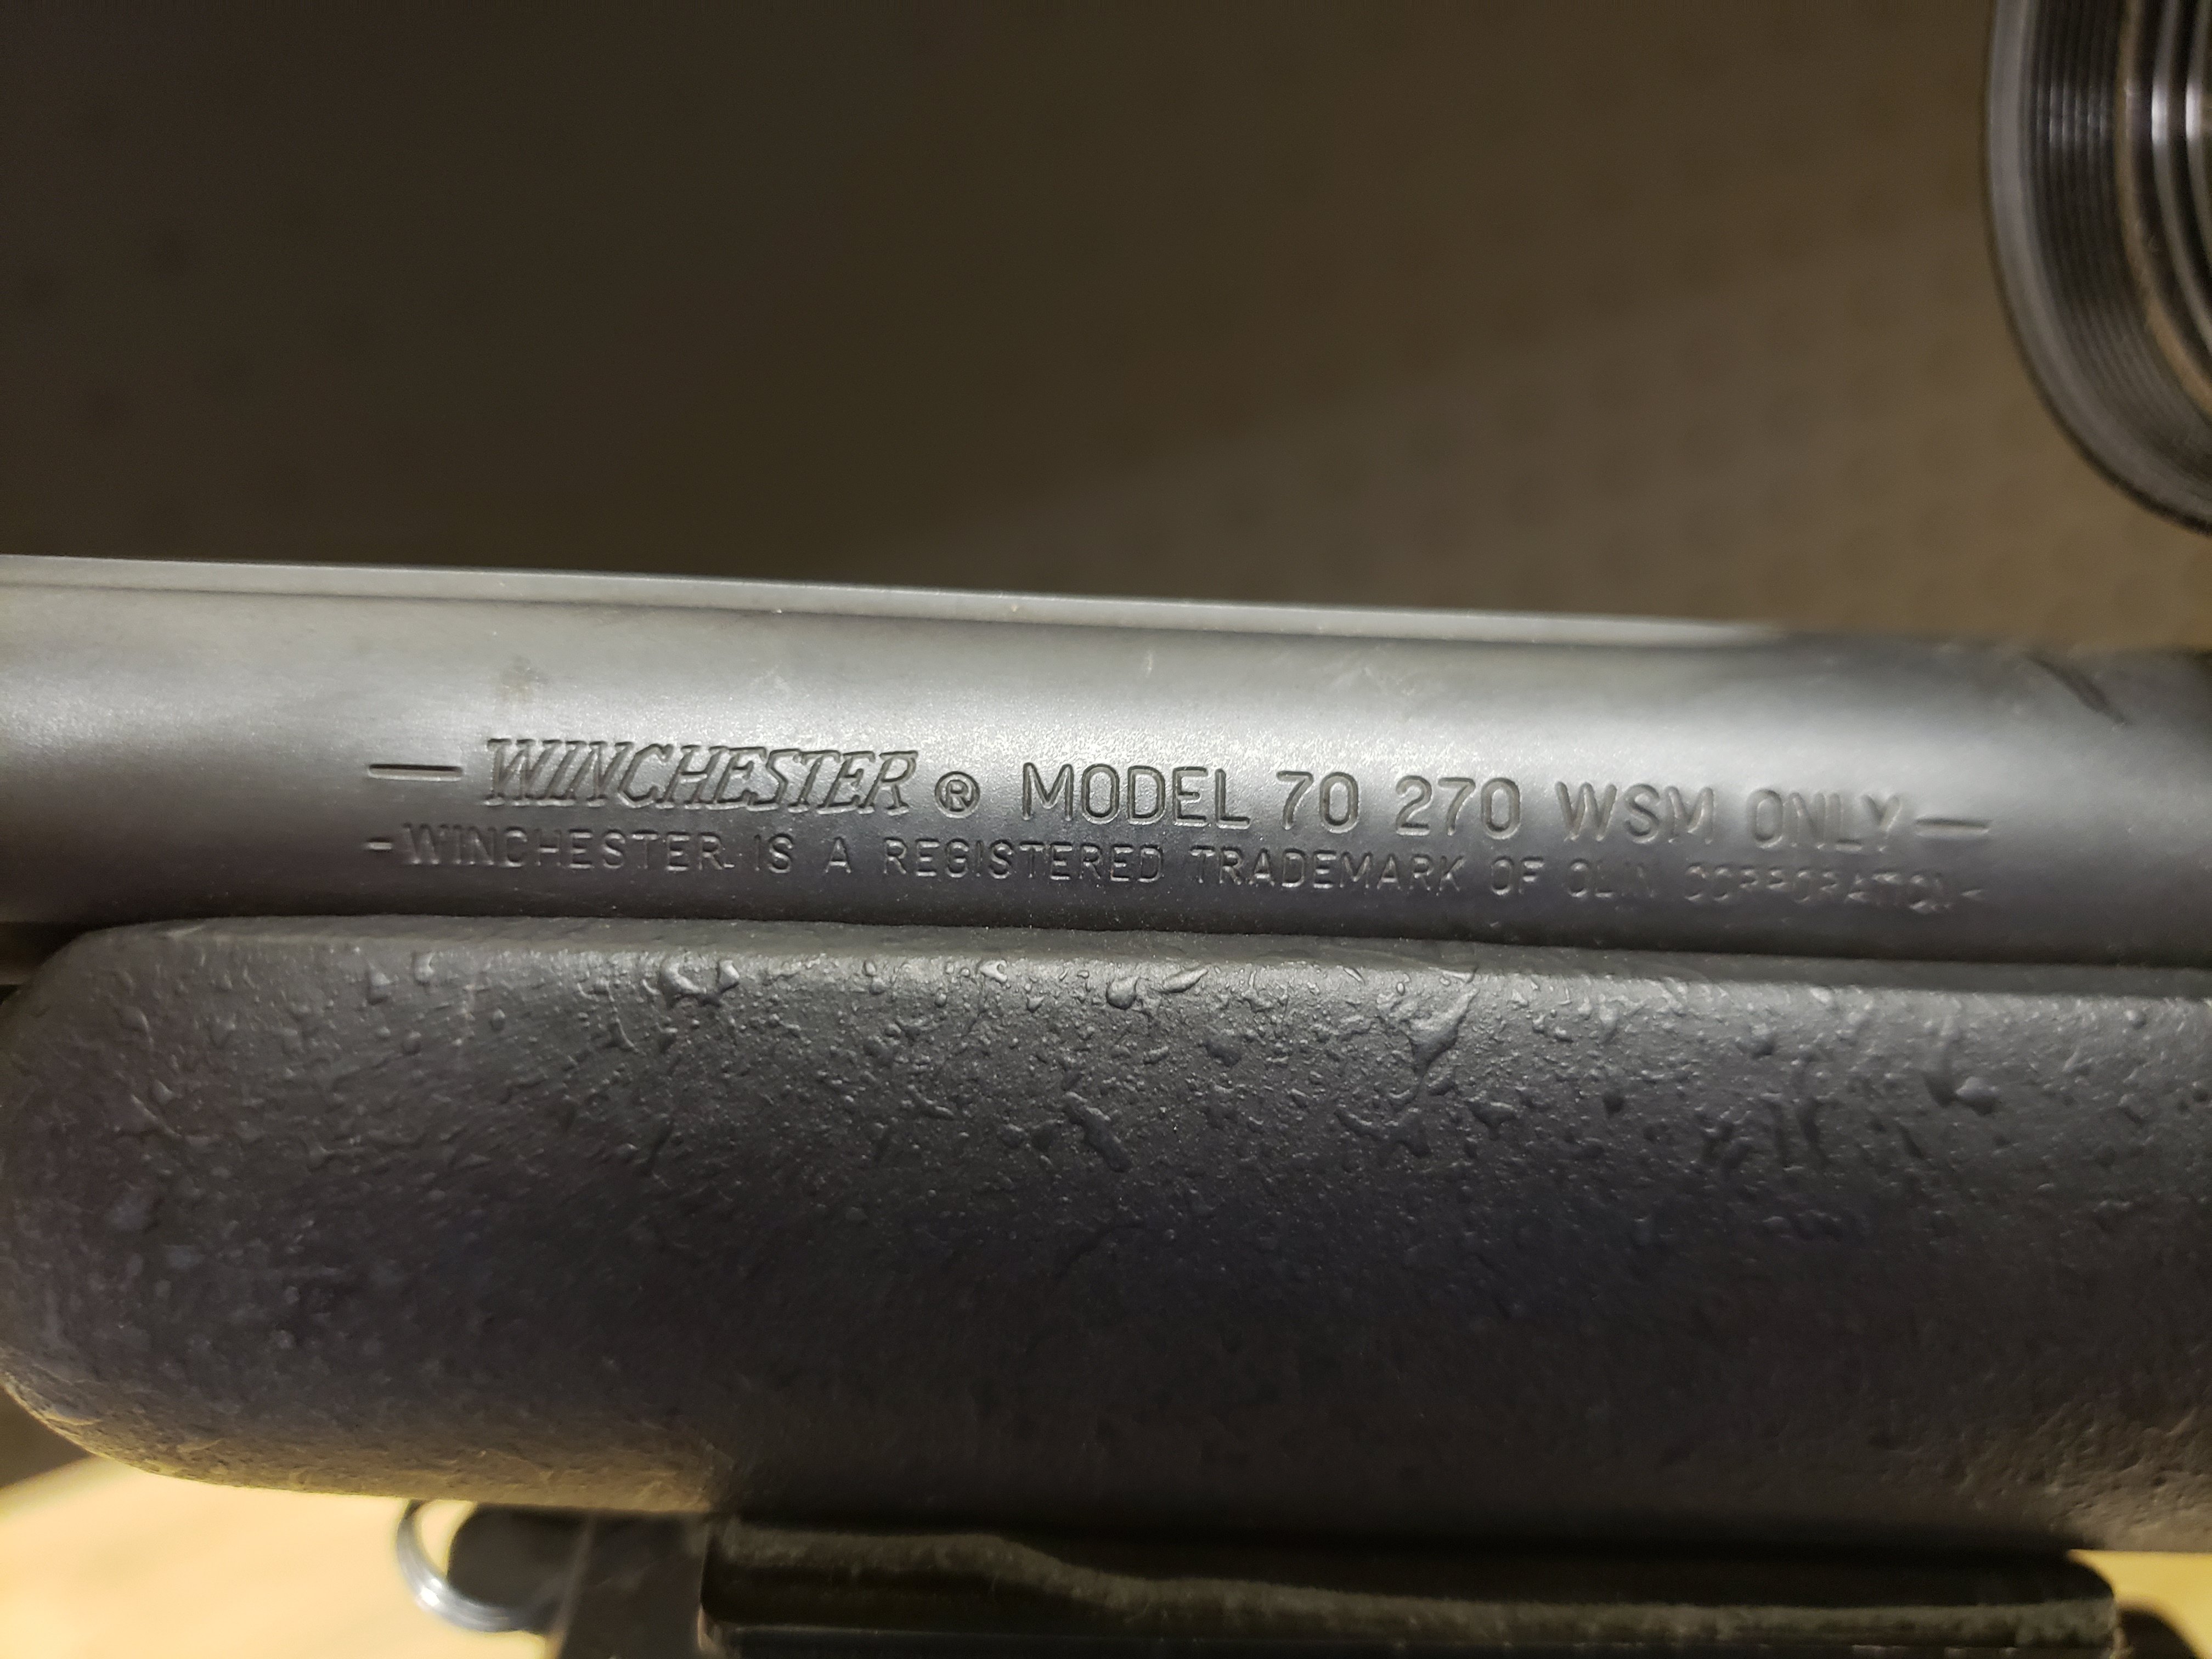 — WINCHESTER ® MODEL 70 270 WSM ONLY —
-WINCHESTER IS A REGISTERED TRADEMARK OF OLIN CORPORATION-